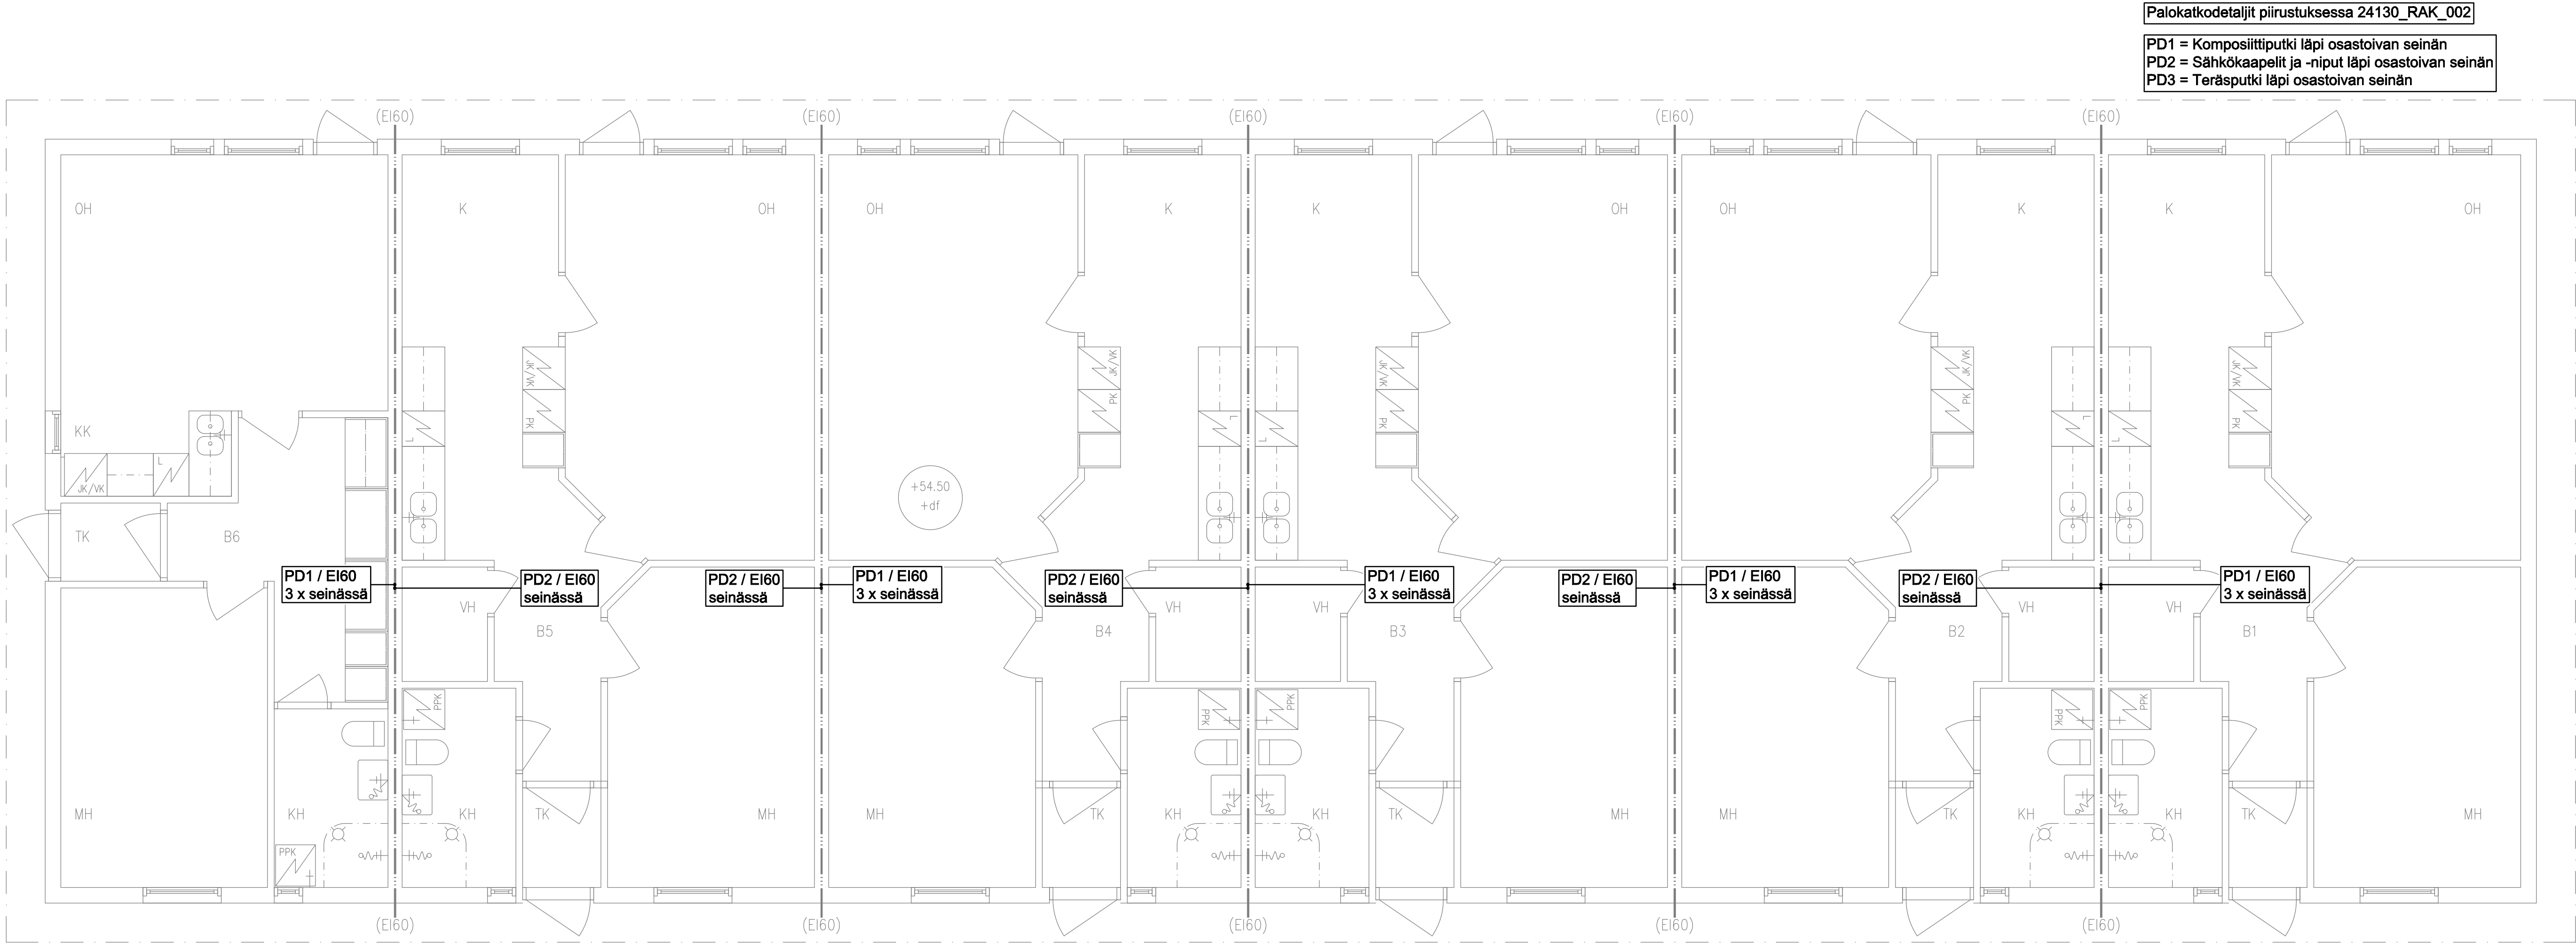 Palokatkodetaljit piirustuksessa 24130_RAK_002
PD1 = Komposiittiputki läpi osastoivan seinän
PD2 = Sähkökaapelit ja -niput läpi osastoivan seinän
PD3 = Teräsputki läpi osastoivan seinän
(EI60) (EI60) (EI60) (EI60) (EI60)
OH K OH OH K K OH OH K K OH
JK/VK JK/VK JK/VK JK/VK JK/VK
PK PK PK PK PK
L L L L L
KK
L
JK/VK
+54.50
+df
TK B6
PD1 / EI60
3 x seinässä
PD2 / EI60
seinässä
PD2 / EI60
seinässä
PD1 / EI60
3 x seinässä
PD2 / EI60
seinässä
PD1 / EI60
3 x seinässä
PD2 / EI60
seinässä
PD1 / EI60
3 x seinässä
PD2 / EI60
seinässä
PD1 / EI60
3 x seinässä
VH VH VH VH VH
B5 B4 B3 B2 B1
PPK PPK PPK PPK PPK
MH KH KH TK MH MH TK KH KH TK MH MH TK KH KH TK MH
PPK
(EI60) (EI60) (EI60) (EI60) (EI60)